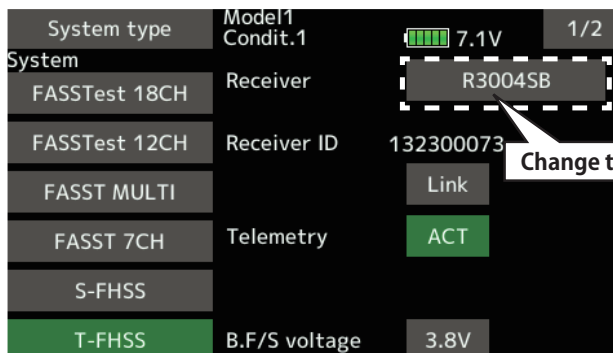 System type
Model1
Condit.1
7.1V
1/2
System
FASSTest 18CH
FASSTest 12CH
FASST MULTI
FASST 7CH
S-FHSS
T-FHSS
Receiver
R3004SB
Receiver ID
132300073
Change t
Link
Telemetry
ACT
B.F/S voltage
3.8V